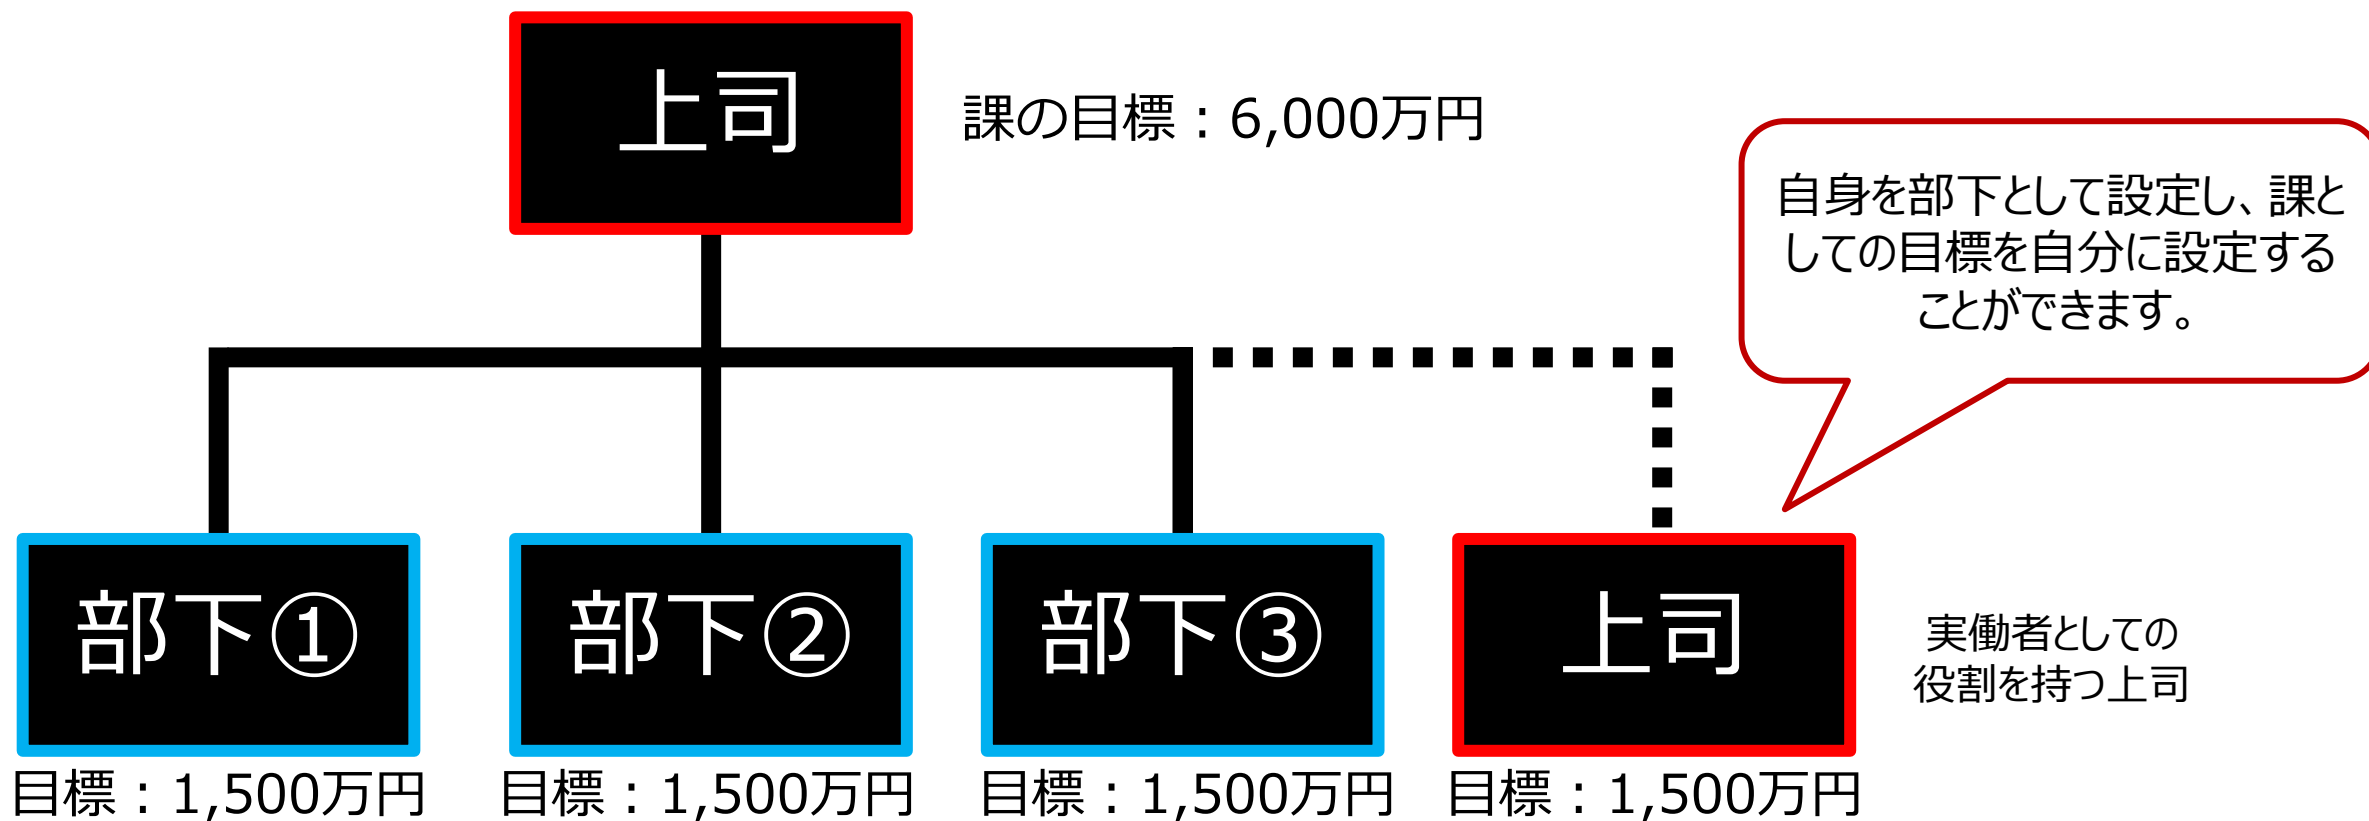 上司
課の目標：6,000万円
自身を部下として設定し、課と
しての目標を自分に設定する
ことができます。
部下①
部下②
部下③
上司
実働者としての
役割を持つ上司
目標：1,500万円
目標：1,500万円
目標：1,500万円
目標：1,500万円